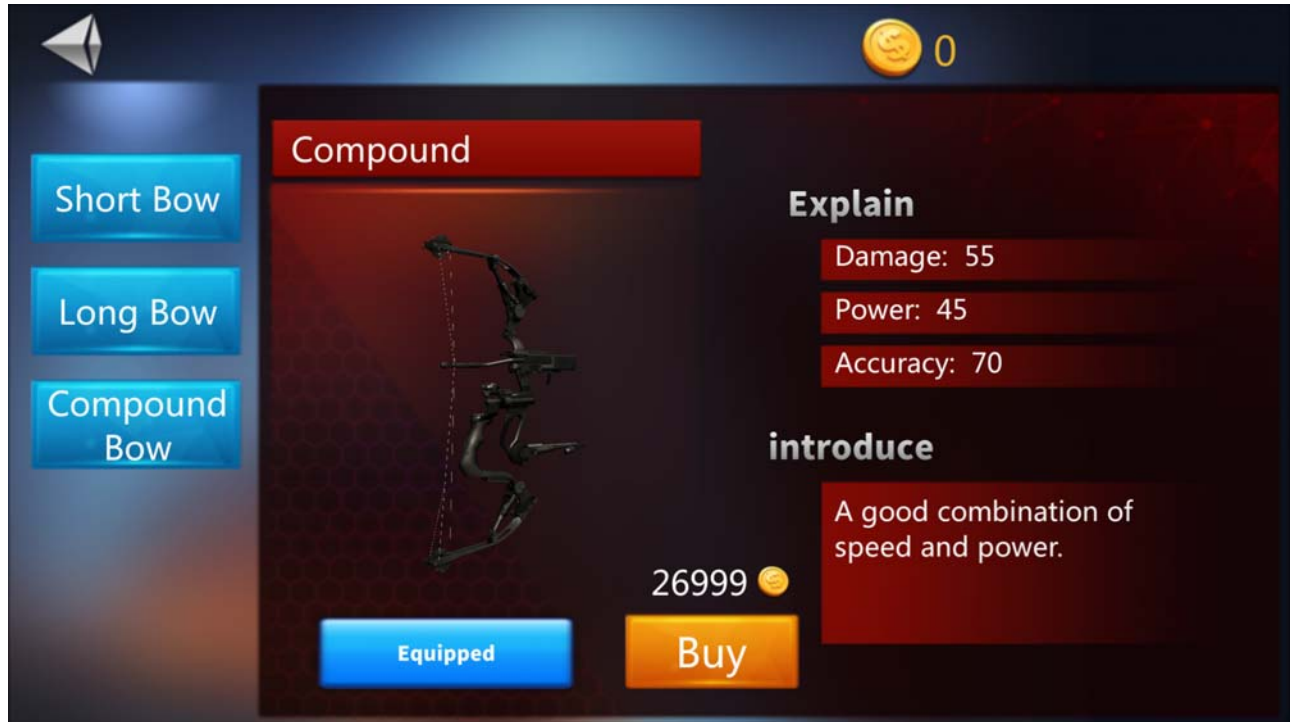 0
Compound
Short Bow
Long Bow
Compound
Bow
Explain
Damage: 55
Power: 45
Accuracy: 70
introduce
A good combination of
speed and power.
26999
Equipped
Buy